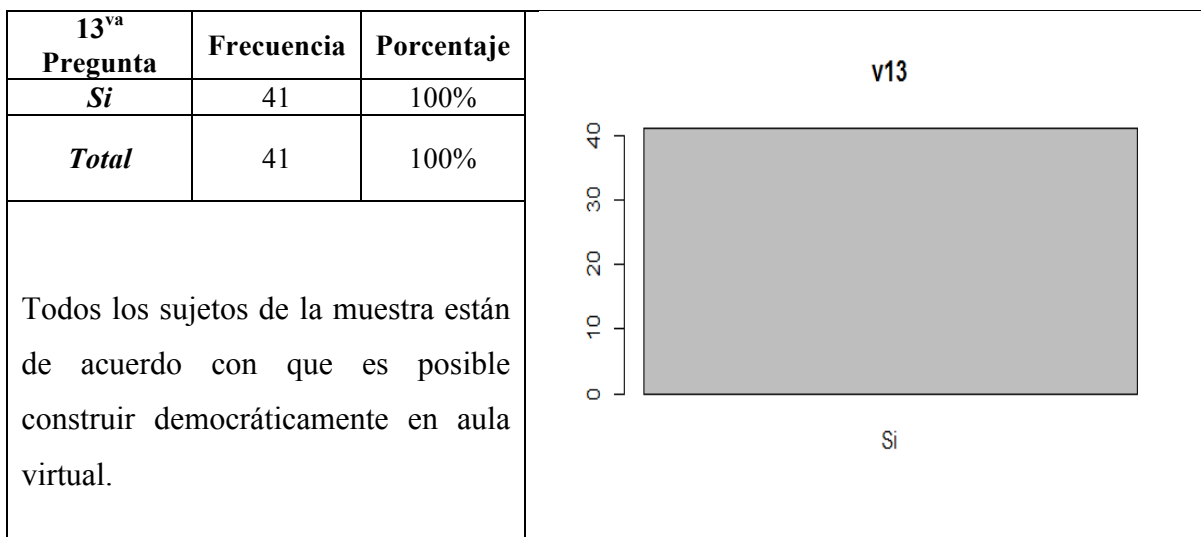 13va Pregunta Frecuencia Porcentaje
Si 41 100%
Total 41 100%
Todos los sujetos de la muestra están
de acuerdo con que es posible
construir democráticamente en aula
virtual.
v13
40
30
20
10
0
Si